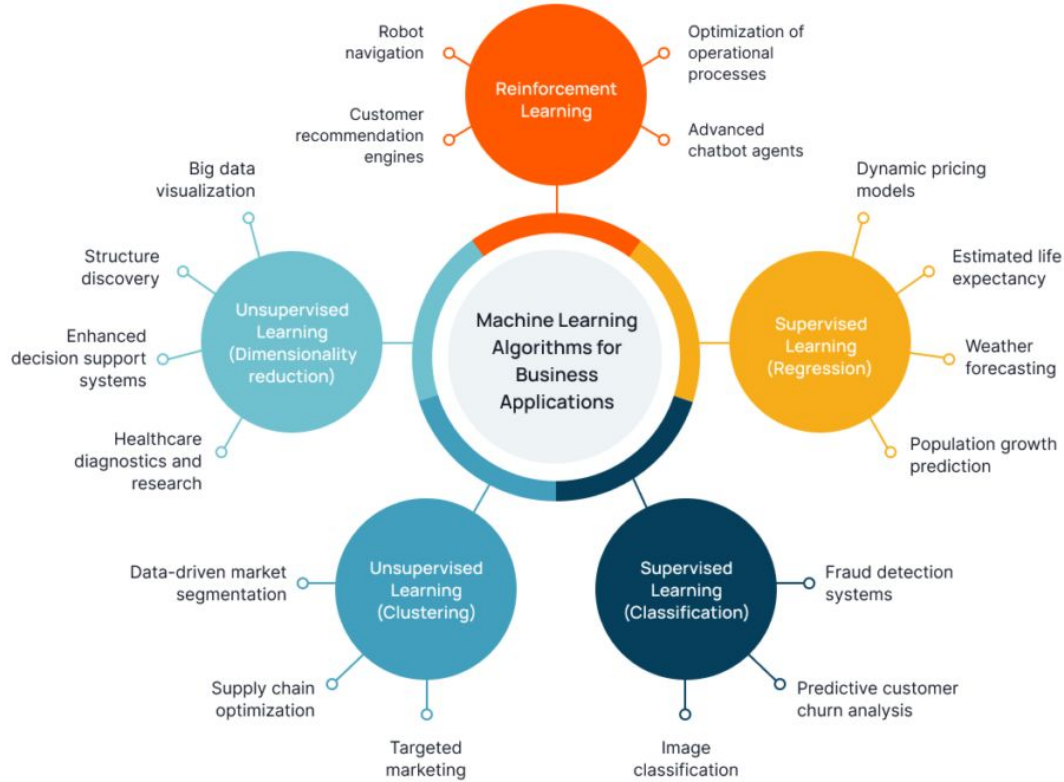 Robot
navigation
Customer
recommendation
engines
Reinforcement
Learning
Optimization of
operational
processes
Advanced
chatbot agents
Big data
visualization
Structure
discovery
Enhanced
decision support
systems
Healthcare
diagnostics and
research
Unsupervised
Learning
(Dimensionality
reduction)
Machine Learning
Algorithms for
Business
Applications
Supervised
Learning
(Regression)
Dynamic pricing
models
Estimated life
expectancy
Weather
forecasting
Population growth
prediction
Data-driven market
segmentation
Supply chain
optimization
Targeted
marketing
Unsupervised
Learning
(Clustering)
Supervised
Learning
(Classification)
Fraud detection
systems
Predictive customer
churn analysis
Image
classification